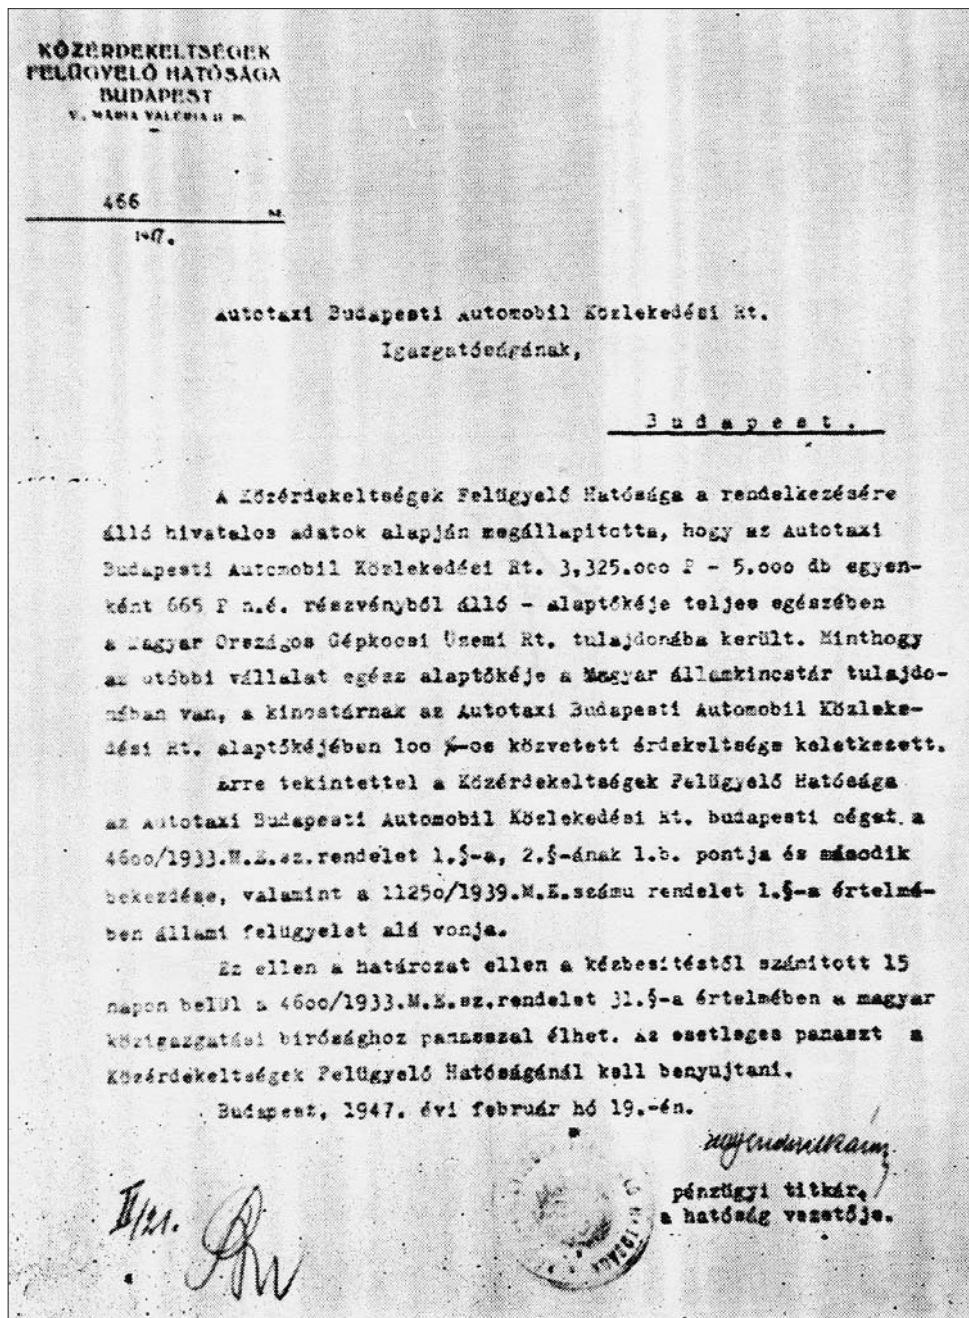 KÖZÉRDEKELTSÉGEK
FELÜGYELŐ HATÓSÁGA
BUDAPEST
V., MÁRIA VALÉRIA U.
466
1947.
Autotaxi Budapesti Automobil Közlekedési Rt.
Igazgatóságának,
Budapest.
A Közérdekeltségek Felügyelő Hatósága a rendelkezésére
álló hivatalos adatok alapján megállapitotta, hogy az Autotaxi
Budapesti Automobil Közlekedési Rt. 3,325.000 P - 5.000 db egyen-
ként 665 P n.é. részvényből álló - alaptőkéje teljes egészében
a Magyar Országos Gépkocsi Üzemi Rt. tulajdonába került. Minthogy
az utóbbi vállalat egész alaptőkéje a Magyar államkincstár tulajdo-
nában van, a kincstárnak az Autotaxi Budapesti Automobil Közleke-
dési Rt. alaptőkéjében 100 %-os közvetett érdekeltsége keletkezett.
Erre tekintettel a Közérdekeltségek Felügyelő Hatósága
az Autotaxi Budapesti Automobil Közlekedési Rt. budapesti céget a
4600/1933.M.E.sz.rendelet 1.§-a, 2.§-ának 1.b. pontja és második
bekezdése, valamint a 11250/1939.M.E.számu rendelet 1.§-a értelmé-
ben állami felügyelet alá vonja.
Ez ellen a határozat ellen a kézbesitéstől számitott 15
napon belül a 4600/1933.M.E.sz.rendelet 31.§-a értelmében a magyar
közigazgatási birósághoz panasszal élhet. Az esetleges panaszt a
Közérdekeltségek Felügyelő Hatóságánál kell benyujtani.
Budapest, 1947. évi február hó 19.-én.
pénzügyi titkár,
a hatóság vezetője.
II/21.